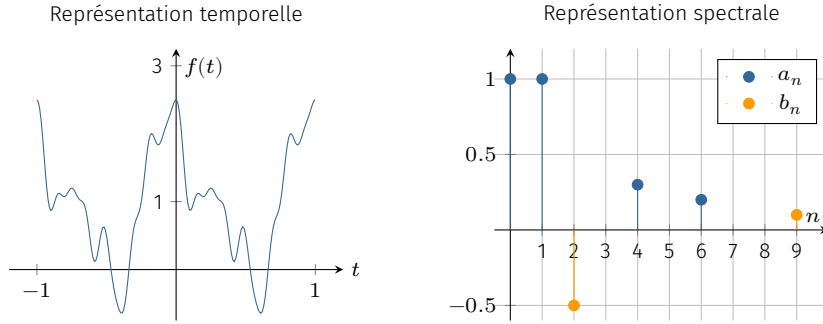 Représentation temporelle
3
f(t)
1
−1
1
t
Représentation spectrale
1
0.5
−0.5
a_n
b_n
n
1 2 3 4 5 6 7 8 9